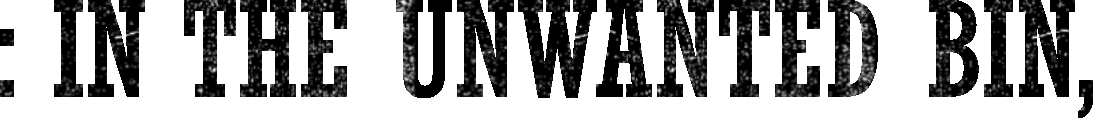 : IN THE UNWANTED BIN,